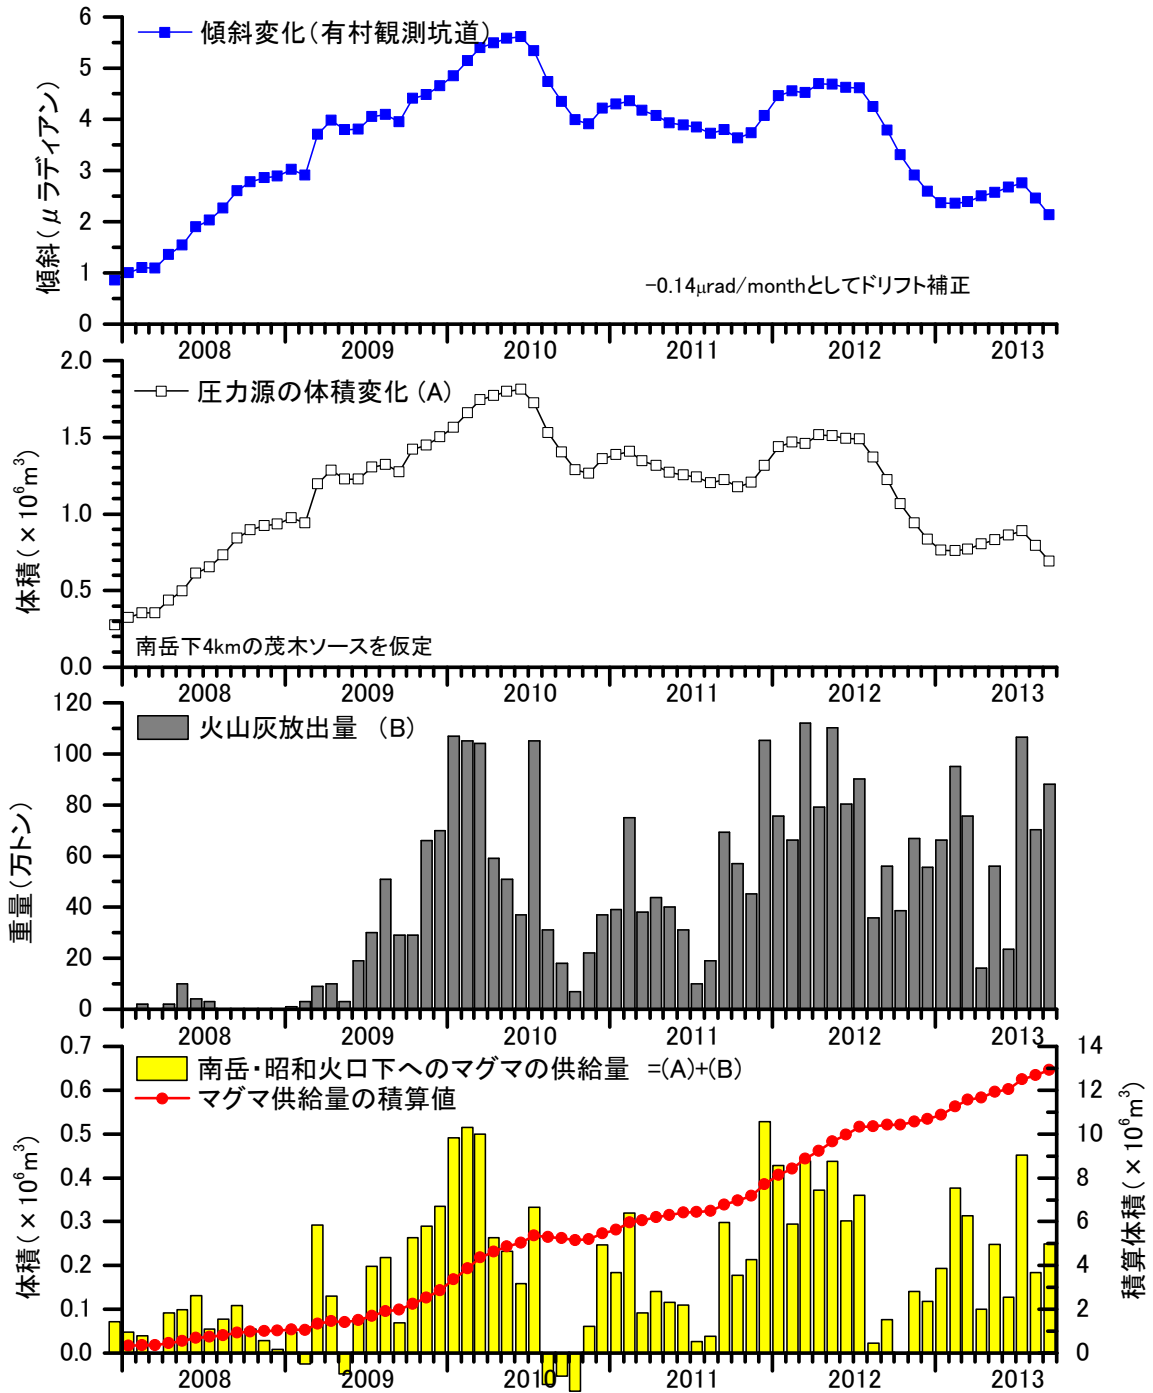 6
5
4
3
2
1
0
傾斜(μラディアン)
傾斜変化(有村観測坑道)
-0.14μrad/monthとしてドリフト補正
2008 2009 2010 2011 2012 2013
2.0
1.5
1.0
0.5
0.0
体積(×10⁶m³)
圧力源の体積変化 (A)
南岳下4kmの茂木ソースを仮定
2008 2009 2010 2011 2012 2013
120
100
80
60
40
20
0
重量(万トン)
火山灰放出量 (B)
2008 2009 2010 2011 2012 2013
0.7
0.6
0.5
0.4
0.3
0.2
0.1
0.0
体積(×10⁶m³)
南岳・昭和火口下へのマグマの供給量 =(A)+(B)
マグマ供給量の積算値
14
12
10
8
6
4
2
0
積算体積(×10⁶m³)
2008 2009 2010 2011 2012 2013